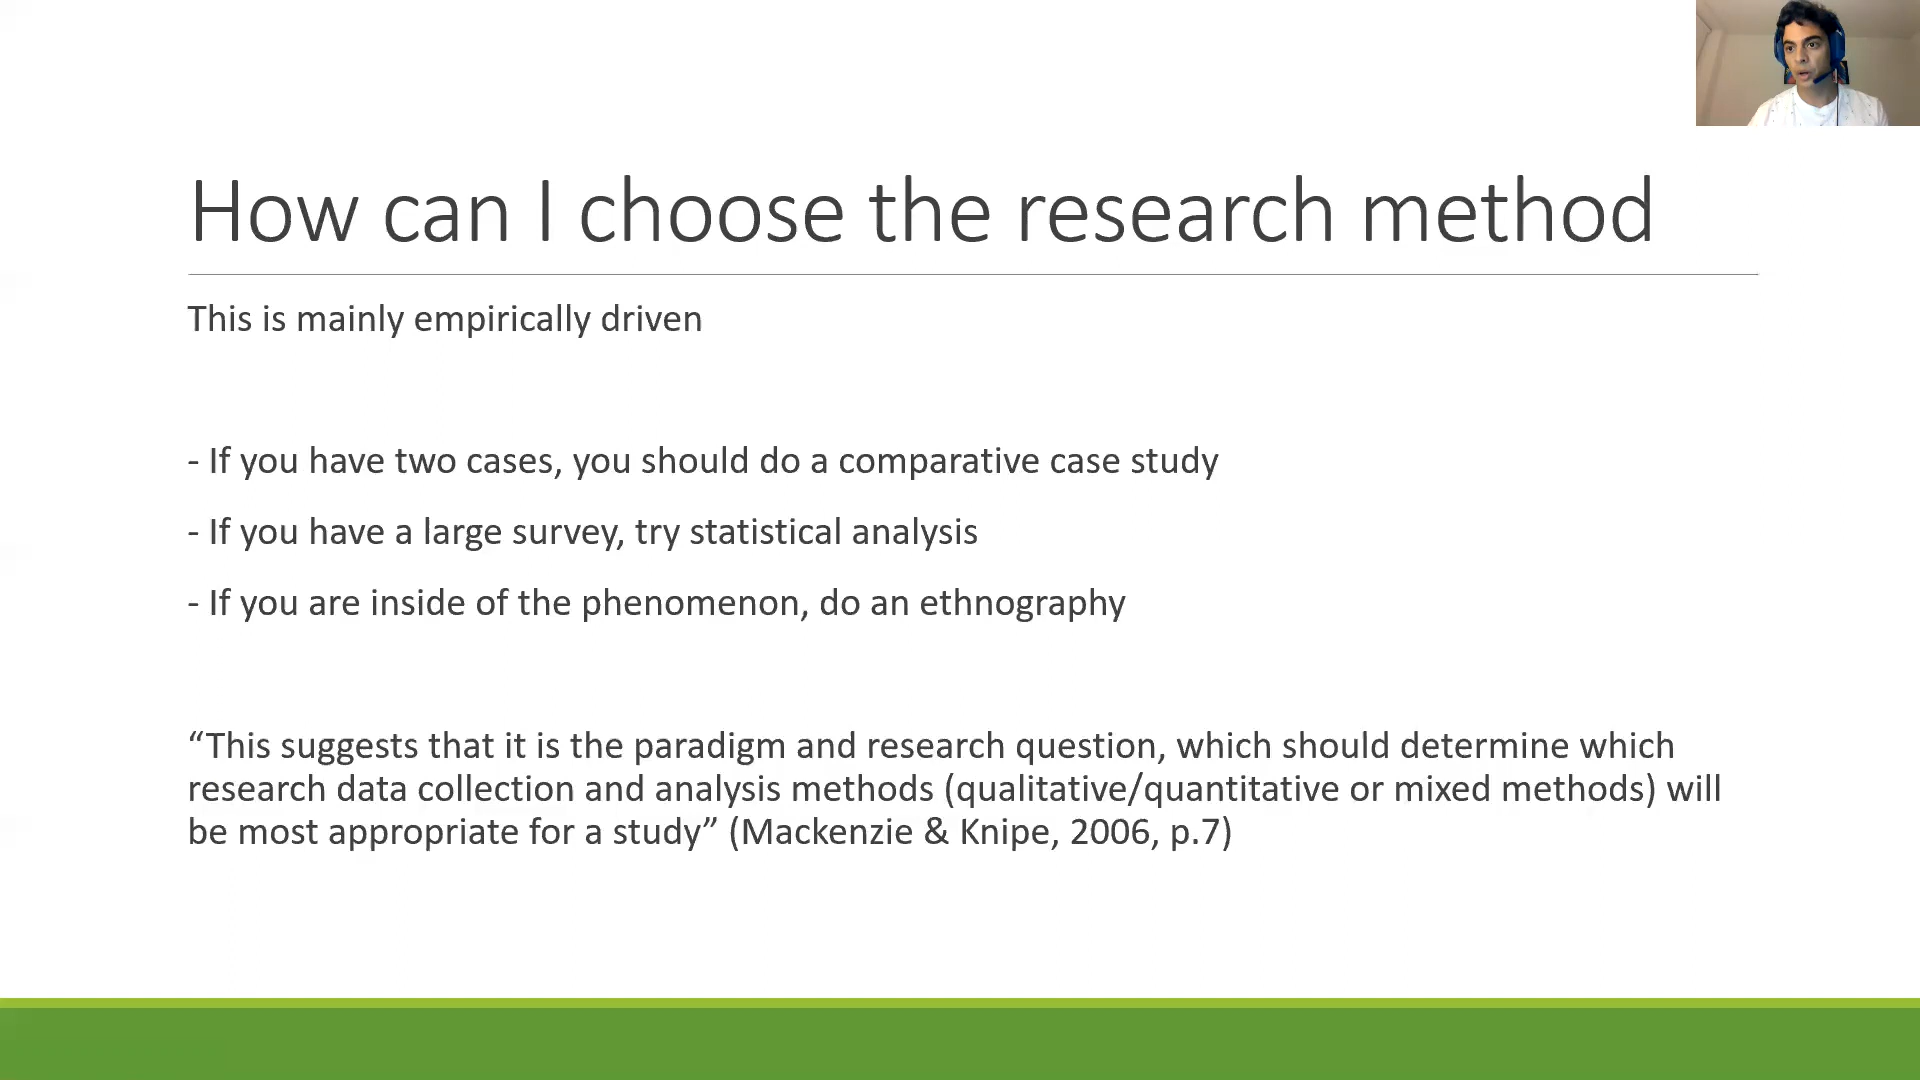 How can I choose the research method
This is mainly empirically driven
- If you have two cases, you should do a comparative case study
- If you have a large survey, try statistical analysis
- If you are inside of the phenomenon, do an ethnography
“This suggests that it is the paradigm and research question, which should determine which
research data collection and analysis methods (qualitative/quantitative or mixed methods) will
be most appropriate for a study” (Mackenzie & Knipe, 2006, p.7)